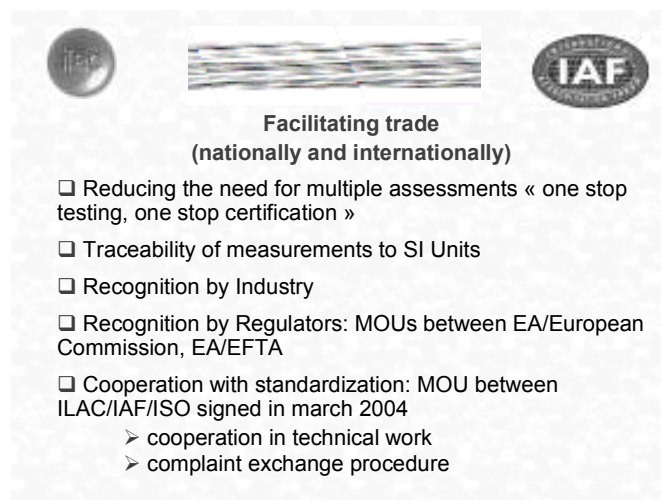 ilac
IAF
Facilitating trade
(nationally and internationally)
❑ Reducing the need for multiple assessments « one stop
testing, one stop certification »
❑ Traceability of measurements to SI Units
❑ Recognition by Industry
❑ Recognition by Regulators: MOUs between EA/European
Commission, EA/EFTA
❑ Cooperation with standardization: MOU between
ILAC/IAF/ISO signed in march 2004
➢ cooperation in technical work
➢ complaint exchange procedure